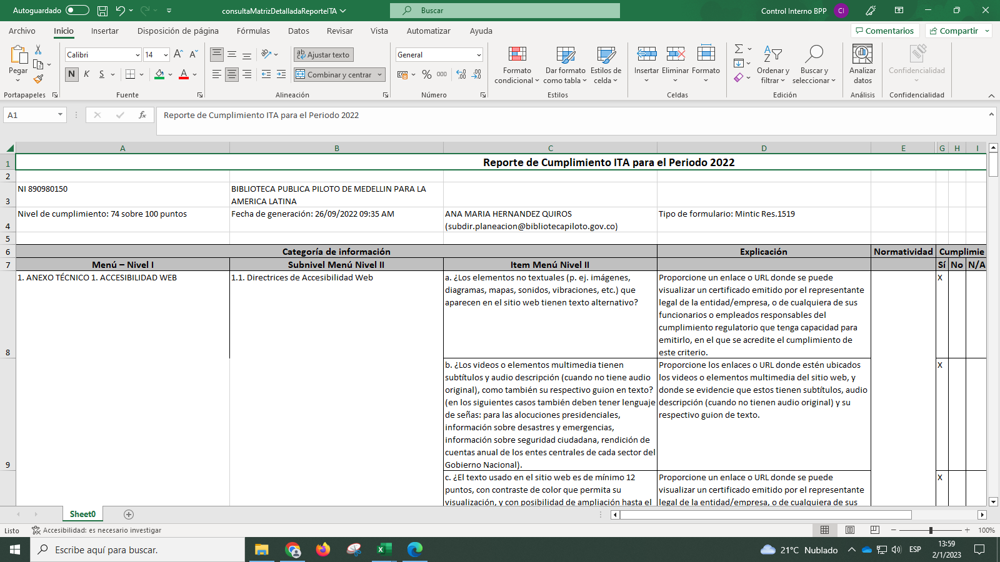 Autoguardado
consultaMatrizDetalladaReporteITA
Buscar
Control Interno BPP
CI
Archivo Inicio Insertar Disposición de página Fórmulas Datos Revisar Vista Automatizar Ayuda
Comentarios Compartir
Pegar
Portapapeles
Calibri 14
N K S
Fuente
Ajustar texto
Combinar y centrar
Alineación
General
% 000
Número
Formato condicional
Dar formato como tabla
Estilos de celda
Estilos
Insertar Eliminar Formato
Celdas
Ordenar y filtrar
Buscar y seleccionar
Edición
Analizar datos
Análisis
Confidencialidad
Confidencialidad
A1
fx
Reporte de Cumplimiento ITA para el Periodo 2022
A B C D E G H I
1
Reporte de Cumplimiento ITA para el Periodo 2022
2
3
NI 890980150
BIBLIOTECA PUBLICA PILOTO DE MEDELLIN PARA LA
AMERICA LATINA
4
Nivel de cumplimiento: 74 sobre 100 puntos
Fecha de generación: 26/09/2022 09:35 AM
ANA MARIA HERNANDEZ QUIROS
(subdir.planeacion@bibliotecapiloto.gov.co)
Tipo de formulario: Mintic Res.1519
5
6
Categoría de información
Explicación
Normatividad
Cumplimie
7
Menú – Nivel I
Subnivel Menú Nivel II
Item Menú Nivel II
Sí No N/A
8
1. ANEXO TÉCNICO 1. ACCESIBILIDAD WEB
1.1. Directrices de Accesibilidad Web
a. ¿Los elementos no textuales (p. ej. imágenes,
diagramas, mapas, sonidos, vibraciones, etc.) que
aparecen en el sitio web tienen texto alternativo?
Proporcione un enlace o URL donde se puede
visualizar un certificado emitido por el representante
legal de la entidad/empresa, o de cualquiera de sus
funcionarios o empleados responsables del
cumplimiento regulatorio que tenga capacidad para
emitirlo, en el que se acredite el cumplimiento de
este criterio.
X
9
b. ¿Los videos o elementos multimedia tienen
subtítulos y audio descripción (cuando no tiene audio
original), como también su respectivo guion en texto?
(en los siguientes casos también deben tener lenguaje
de señas: para las alocuciones presidenciales,
información sobre desastres y emergencias,
información sobre seguridad ciudadana, rendición de
cuentas anual de los entes centrales de cada sector del
Gobierno Nacional).
Proporcione los enlaces o URL donde estén ubicados
los videos o elementos multimedia del sitio web, y
donde se evidencie que estos tienen subtítulos, audio
descripción (cuando no tienen audio original) y su
respectivo guion de texto.
X
c. ¿El texto usado en el sitio web es de mínimo 12
puntos, con contraste de color que permita su
visualización, y con posibilidad de ampliación hasta el
Proporcione un enlace o URL donde se puede
visualizar un certificado emitido por el representante
legal de la entidad/empresa, o de cualquiera de sus
X
Sheet0
Listo
Accesibilidad: es necesario investigar
100%
Escribe aquí para buscar.
21°C Nublado
ESP
13:59
2/1/2023